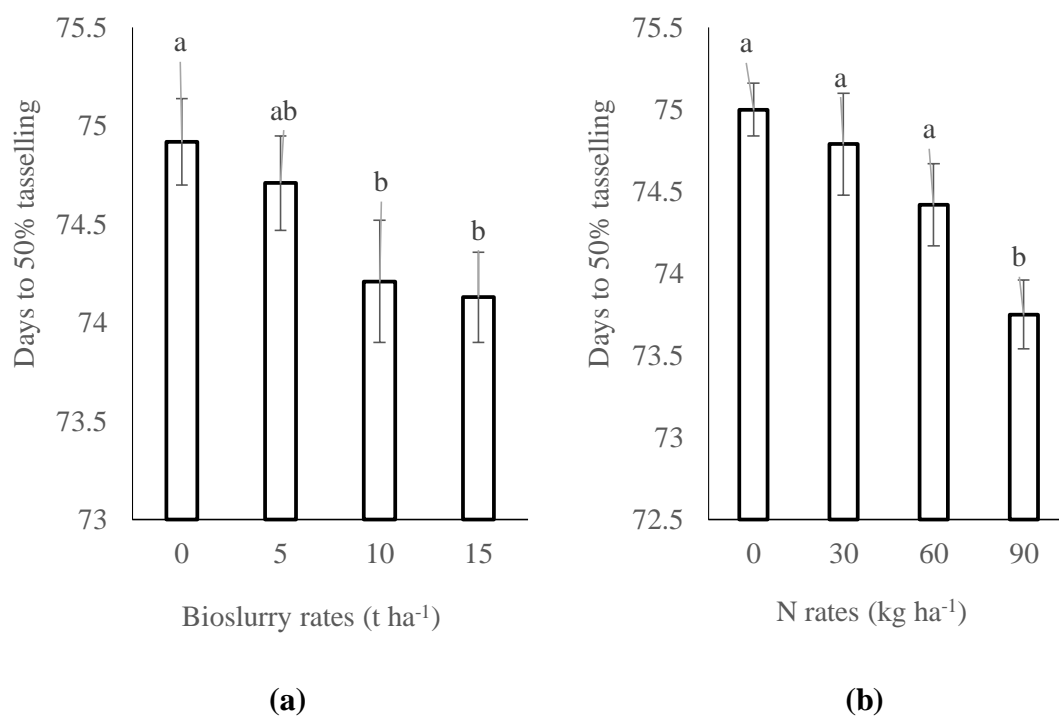 75.5
75
74.5
74
73.5
73
Days to 50% tasselling
a
ab
b
b
0 5 10 15
Bioslurry rates (t ha⁻¹)
(a)
75.5
75
74.5
74
73.5
73
72.5
Days to 50% tasselling
a
a
a
b
0 30 60 90
N rates (kg ha⁻¹)
(b)